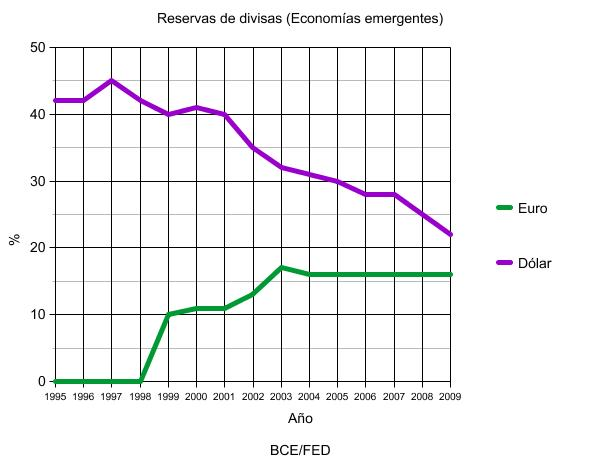 Reservas de divisas (Economías emergentes)
50
40
30
20
10
0
%
1995 1996 1997 1998 1999 2000 2001 2002 2003 2004 2005 2006 2007 2008 2009
Año
BCE/FED
Euro
Dólar